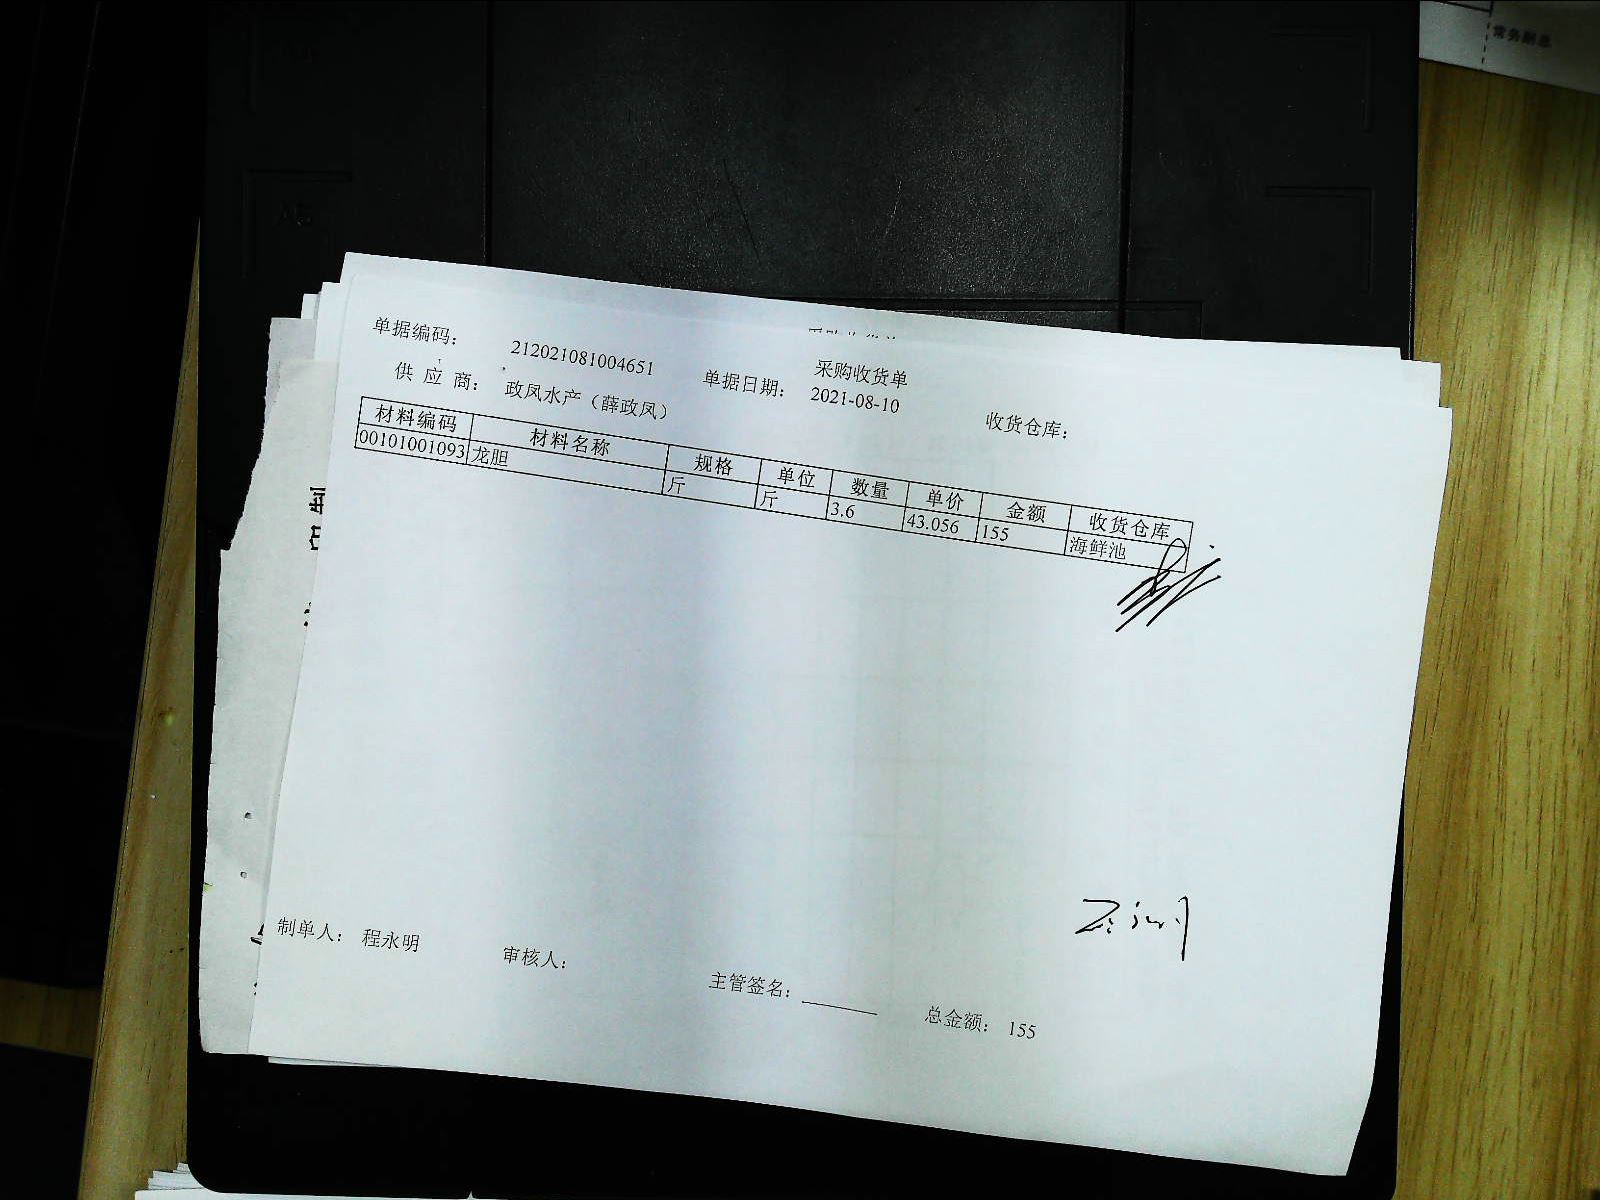 常务副总
采购收货单
单据编码： 212021081004651 单据日期： 2021-08-10 收货仓库：
供 应 商： 政凤水产（薛政凤）
材料编码 材料名称 规格 单位 数量 单价 金额 收货仓库
00101001093 龙胆 斤 斤 3.6 43.056 155 海鲜池
制单人： 程永明 审核人： 主管签名： 总金额： 155